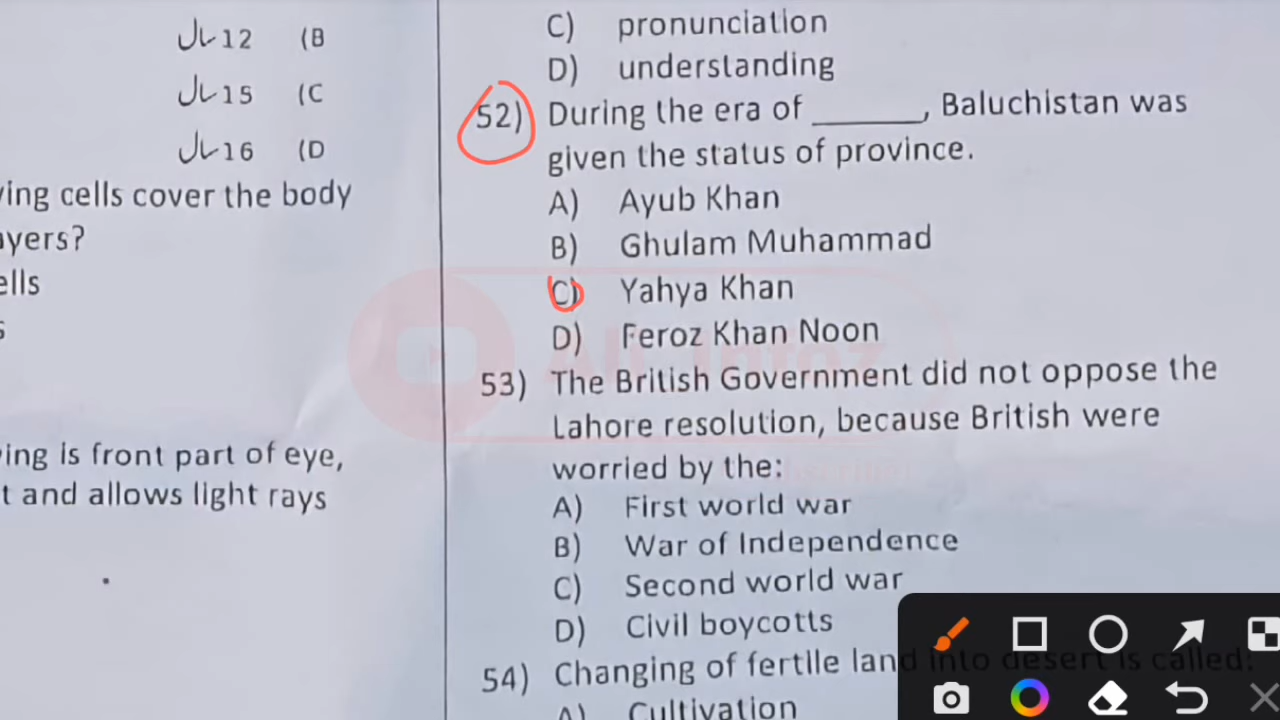 12 سال (B
15 سال (C
16 سال (D
ing cells cover the body
ayers?
ells
s
ing is front part of eye,
t and allows light rays
C) pronunciation
D) understanding
52) During the era of ______, Baluchistan was
given the status of province.
A) Ayub Khan
B) Ghulam Muhammad
C) Yahya Khan
D) Feroz Khan Noon
53) The British Government did not oppose the
Lahore resolution, because British were
worried by the:
A) First world war
B) War of Independence
C) Second world war
D) Civil boycotts
54) Changing of fertile land into desert is called:
A) Cultivation